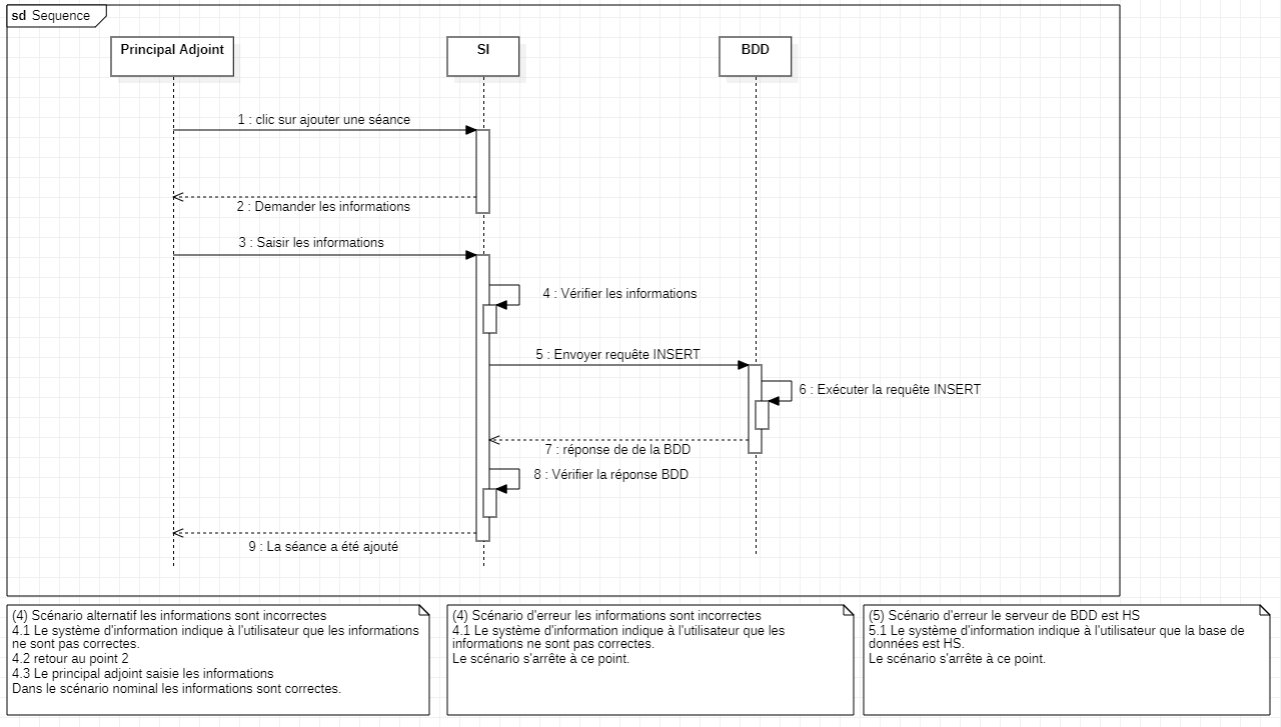 sd Sequence
Principal Adjoint
SI
BDD
1 : clic sur ajouter une séance
2 : Demander les informations
3 : Saisir les informations
4 : Vérifier les informations
5 : Envoyer requête INSERT
6 : Exécuter la requête INSERT
7 : réponse de de la BDD
8 : Vérifier la réponse BDD
9 : La séance a été ajouté
(4) Scénario alternatif les informations sont incorrectes
4.1 Le système d'information indique à l'utilisateur que les informations
ne sont pas correctes.
4.2 retour au point 2
4.3 Le principal adjoint saisie les informations
Dans le scénario nominal les informations sont correctes.
(4) Scénario d'erreur les informations sont incorrectes
4.1 Le système d'information indique à l'utilisateur que les
informations ne sont pas correctes.
Le scénario s'arrête à ce point.
(5) Scénario d'erreur le serveur de BDD est HS
5.1 Le système d'information indique à l'utilisateur que la base de
données est HS.
Le scénario s'arrête à ce point.